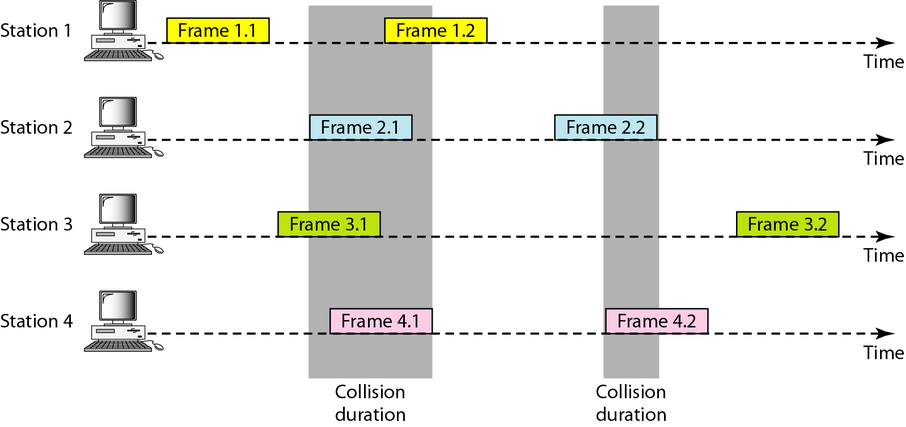 Station 1
Frame 1.1
Frame 1.2
Time
Station 2
Frame 2.1
Frame 2.2
Time
Station 3
Frame 3.1
Frame 3.2
Time
Station 4
Frame 4.1
Frame 4.2
Time
Collision
duration
Collision
duration